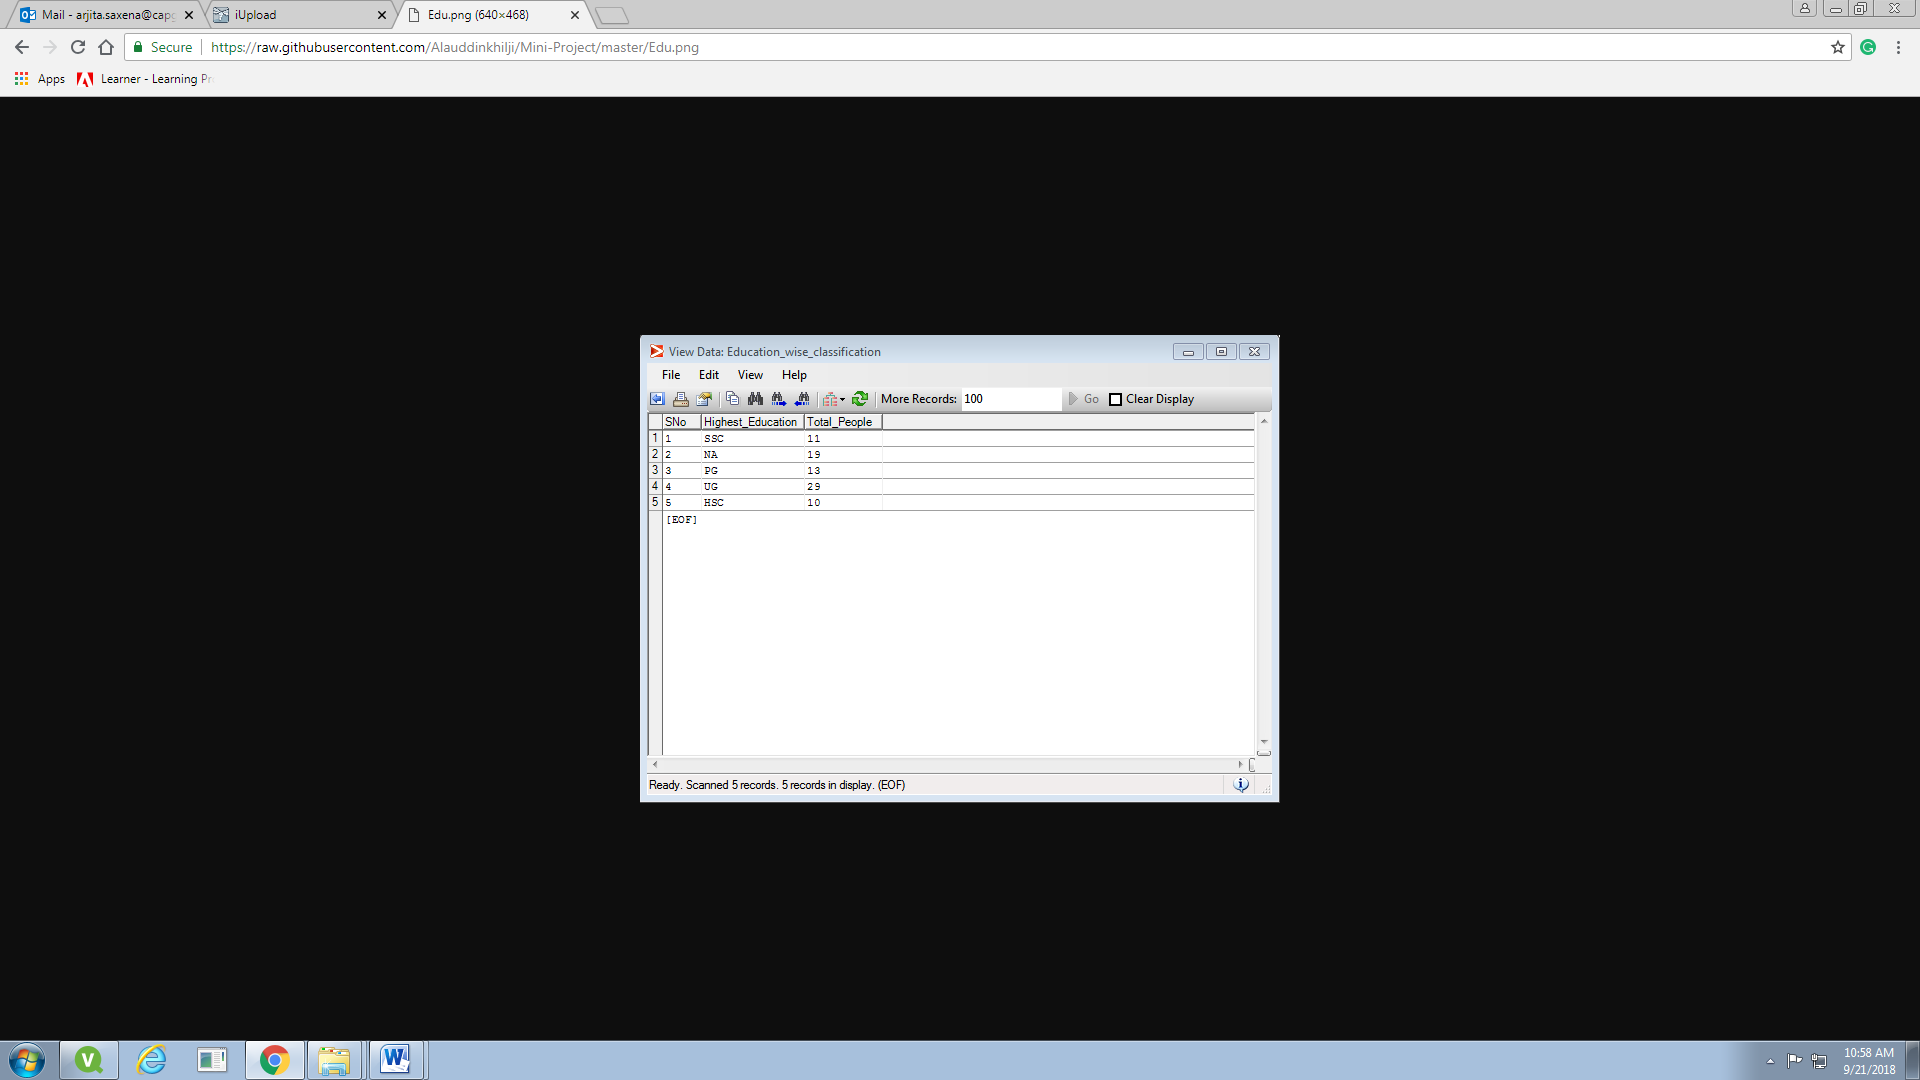 Mail - arjita.saxena@capg
iUpload
Edu.png (640×468)
Secure https://raw.githubusercontent.com/Alauddinkhilji/Mini-Project/master/Edu.png
Apps Learner - Learning Pr
View Data: Education_wise_classification
File Edit View Help
More Records: 100 Go Clear Display
SNo Highest_Education Total_People
1 1 SSC 11
2 2 NA 19
3 3 PG 13
4 4 UG 29
5 5 HSC 10
[EOF]
Ready. Scanned 5 records. 5 records in display. (EOF)
10:58 AM
9/21/2018